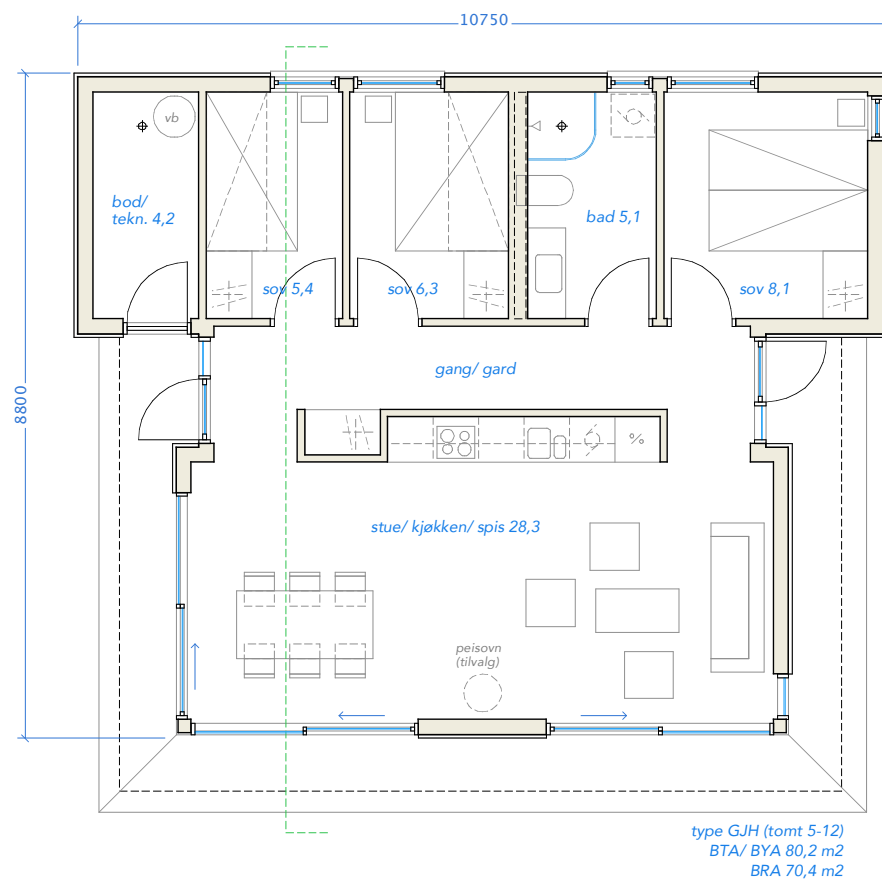 10750
8800
vb
bod/
tekn. 4,2
sov 5,4
sov 6,3
bad 5,1
sov 8,1
gang/ gard
%
stue/ kjøkken/ spis 28,3
peisovn
(tilvalg)
type GJH (tomt 5-12)
BTA/ BYA 80,2 m2
BRA 70,4 m2